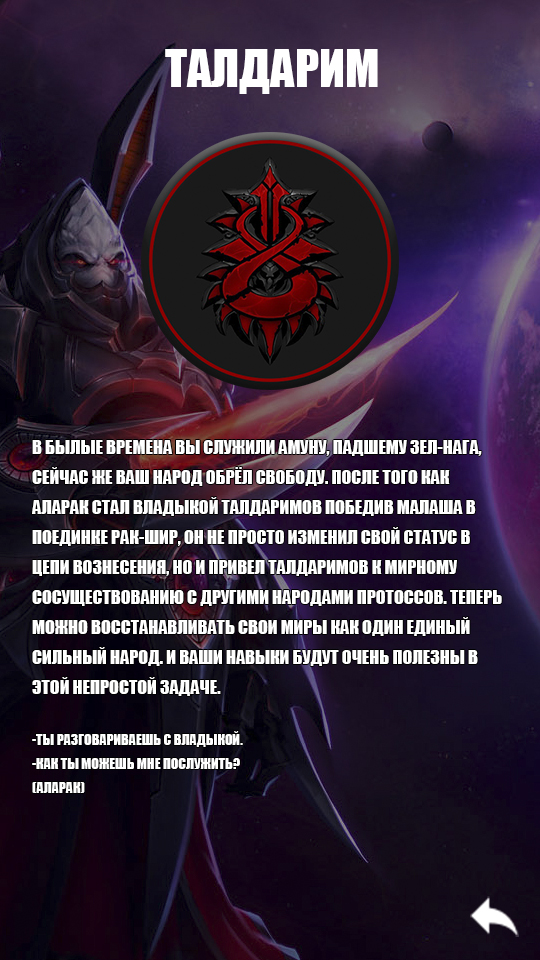 ТАЛДАРИМ
В БЫЛЫЕ ВРЕМЕНА ВЫ СЛУЖИЛИ АМУНУ, ПАДШЕМУ ЗЕЛ-НАГА,
СЕЙЧАС ЖЕ ВАШ НАРОД ОБРЁЛ СВОБОДУ. ПОСЛЕ ТОГО КАК
АЛАРАК СТАЛ ВЛАДЫКОЙ ТАЛДАРИМОВ ПОБЕДИВ МАЛАША В
ПОЕДИНКЕ РАК-ШИР, ОН НЕ ПРОСТО ИЗМЕНИЛ СВОЙ СТАТУС В
ЦЕПИ ВОЗНЕСЕНИЯ, НО И ПРИВЕЛ ТАЛДАРИМОВ К МИРНОМУ
СОСУЩЕСТВОВАНИЮ С ДРУГИМИ НАРОДАМИ ПРОТОССОВ. ТЕПЕРЬ
МОЖНО ВОССТАНАВЛИВАТЬ СВОИ МИРЫ КАК ОДИН ЕДИНЫЙ
СИЛЬНЫЙ НАРОД. И ВАШИ НАВЫКИ БУДУТ ОЧЕНЬ ПОЛЕЗНЫ В
ЭТОЙ НЕПРОСТОЙ ЗАДАЧЕ.
-ТЫ РАЗГОВАРИВАЕШЬ С ВЛАДЫКОЙ.
-КАК ТЫ МОЖЕШЬ МНЕ ПОСЛУЖИТЬ?
(АЛАРАК)